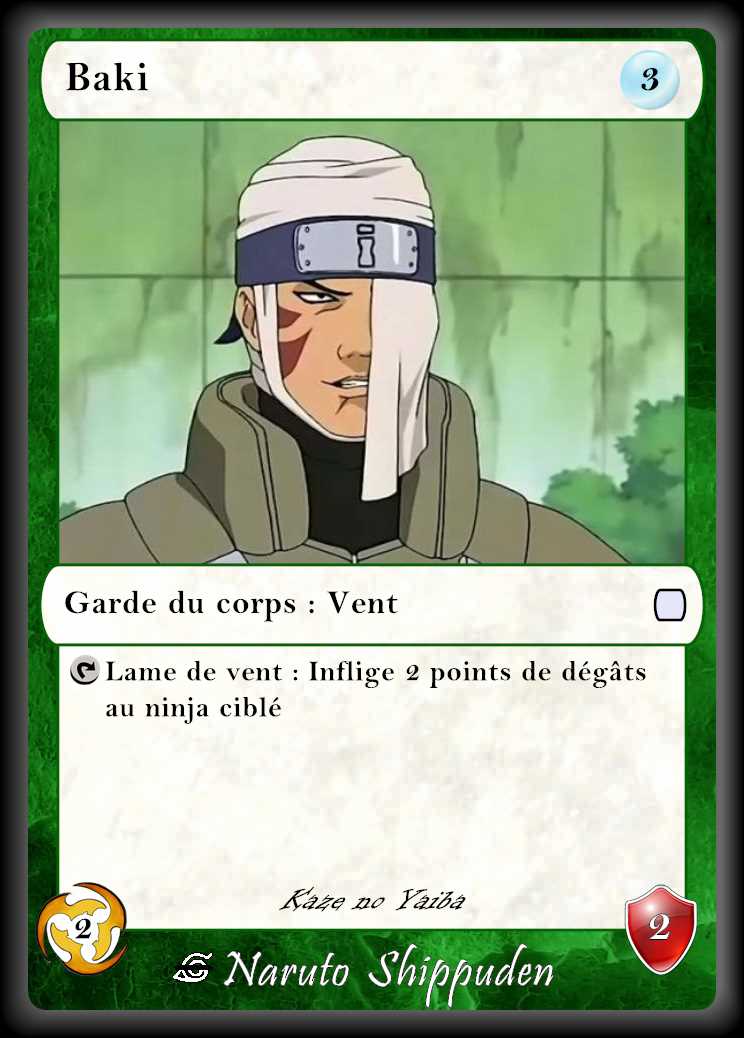 Baki
3
Garde du corps : Vent
Lame de vent : Inflige 2 points de dégâts
au ninja ciblé
Kaze no Yaiba
2
2
Naruto Shippuden